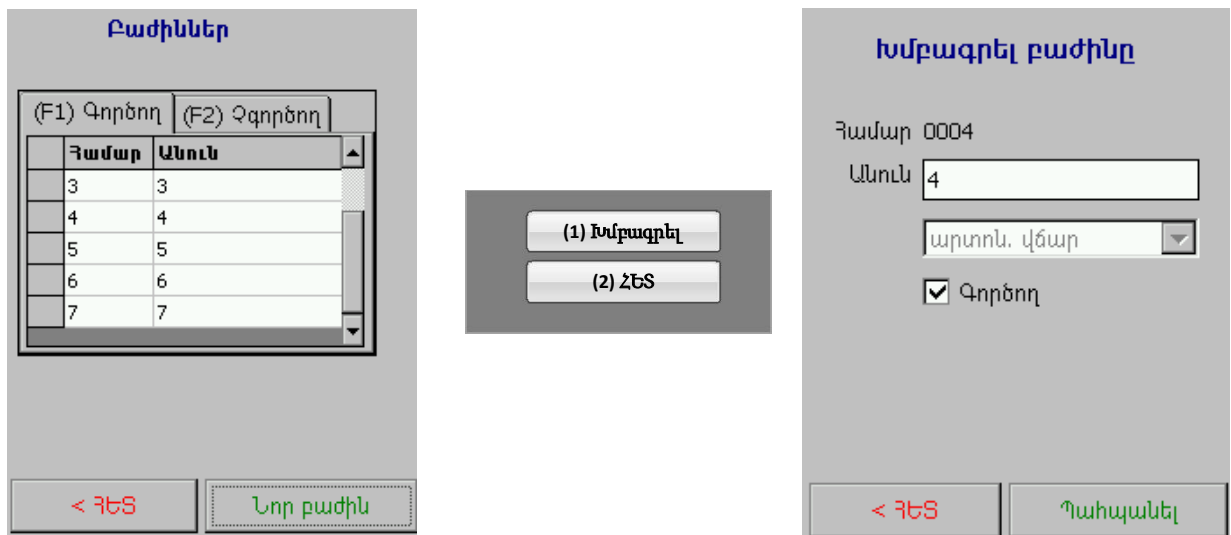 Բաժիններ
(F1) Գործող (F2) Չգործող
Համար Անուն
3 3
4 4
5 5
6 6
7 7
< ՀԵՏ Նոր բաժին
(1) Խմբագրել
(2) ՀԵՏ
Խմբագրել բաժինը
Համար 0004
Անուն 4
արտոն. վճար
Գործող
< ՀԵՏ Պահպանել